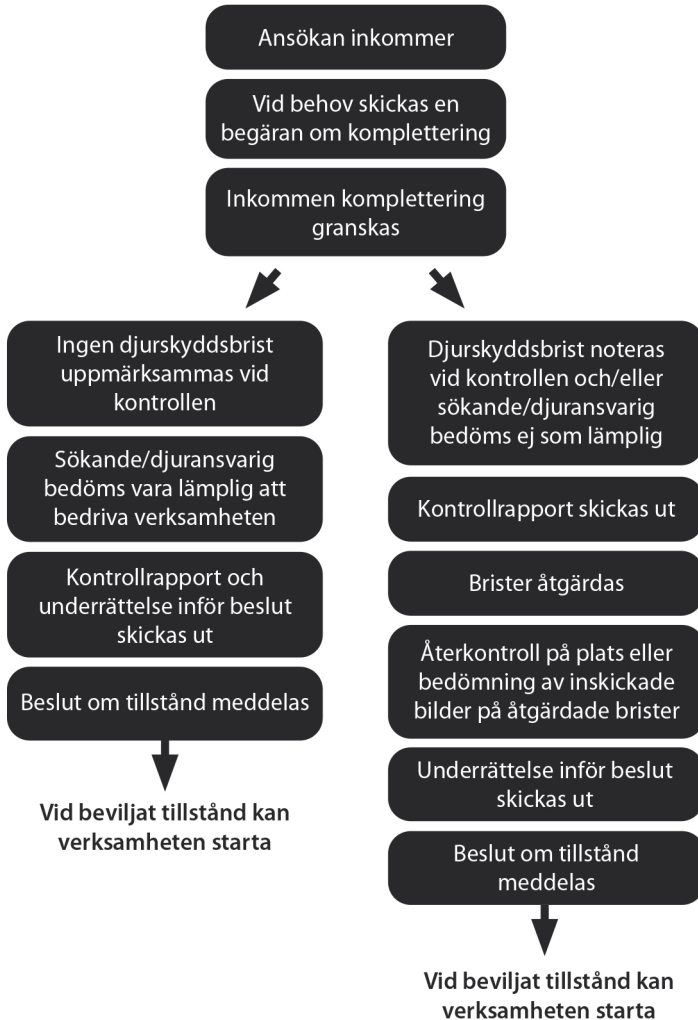 Ansökan inkommer
Vid behov skickas en
begäran om komplettering
Inkommen komplettering
granskas
Ingen djurskyddsbrist
uppmärksammas vid
kontrollen
Sökande/djuransvarig
bedöms vara lämplig att
bedriva verksamheten
Kontrollrapport och
underrättelse inför beslut
skickas ut
Beslut om tillstånd meddelas
Vid beviljat tillstånd kan
verksamheten starta
Djurskyddsbrist noteras
vid kontrollen och/eller
sökande/djuransvarig
bedöms ej som lämplig
Kontrollrapport skickas ut
Brister åtgärdas
Återkontroll på plats eller
bedömning av inskickade
bilder på åtgärdade brister
Underrättelse inför beslut
skickas ut
Beslut om tillstånd
meddelas
Vid beviljat tillstånd kan
verksamheten starta